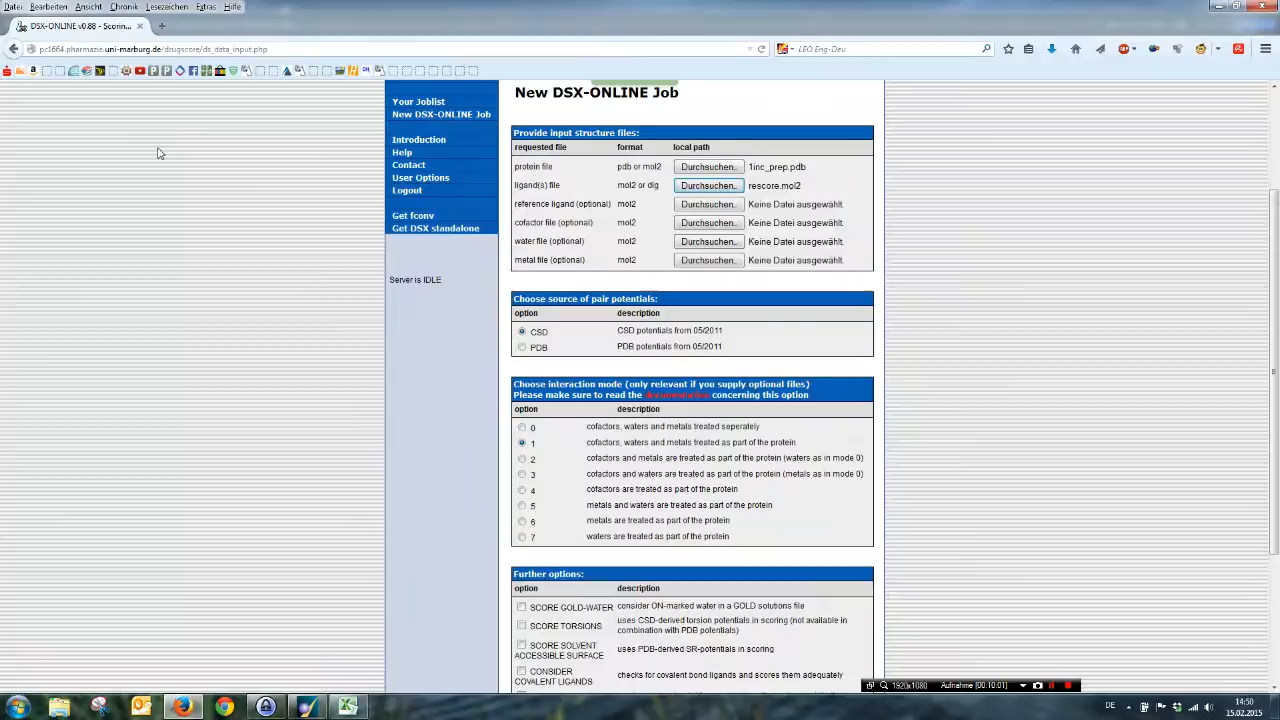 Datei Bearbeiten Ansicht Chronik Lesezeichen Extras Hilfe
DSX-ONLINE v0.88 - Scorin... ×
pc1664.pharmazie.uni-marburg.de/drugscore/ds_data_input.php
LEO Eng-Deu
Your Joblist
New DSX-ONLINE Job
Introduction
Help
Contact
User Options
Logout
Get fconv
Get DSX standalone
Server is IDLE
New DSX-ONLINE Job
Provide input structure files:
requested file format local path
protein file pdb or mol2 Durchsuchen.. 1inc_prep.pdb
ligand(s) file mol2 or dlg Durchsuchen.. rescore.mol2
reference ligand (optional) mol2 Durchsuchen.. Keine Datei ausgewählt.
cofactor file (optional) mol2 Durchsuchen.. Keine Datei ausgewählt.
water file (optional) mol2 Durchsuchen.. Keine Datei ausgewählt.
metal file (optional) mol2 Durchsuchen.. Keine Datei ausgewählt.
Choose source of pair potentials:
option description
CSD CSD potentials from 05/2011
PDB PDB potentials from 05/2011
Choose interaction mode (only relevant if you supply optional files)
Please make sure to read the documentation concerning this option
option description
0 cofactors, waters and metals treated seperately
1 cofactors, waters and metals treated as part of the protein
2 cofactors and metals are treated as part of the protein (waters as in mode 0)
3 cofactors and waters are treated as part of the protein (metals as in mode 0)
4 cofactors are treated as part of the protein
5 metals and waters are treated as part of the protein
6 metals are treated as part of the protein
7 waters are treated as part of the protein
Further options:
option description
SCORE GOLD-WATER consider ON-marked water in a GOLD solutions file
SCORE TORSIONS uses CSD-derived torsion potentials in scoring (not available in
combination with PDB potentials)
SCORE SOLVENT
ACCESSIBLE SURFACE uses PDB-derived SR-potentials in scoring
CONSIDER
COVALENT LIGANDS checks for covalent bond ligands and scores them adequately
1920x1080 Aufnahme [00:10:01]
DE
14:50
15.02.2015